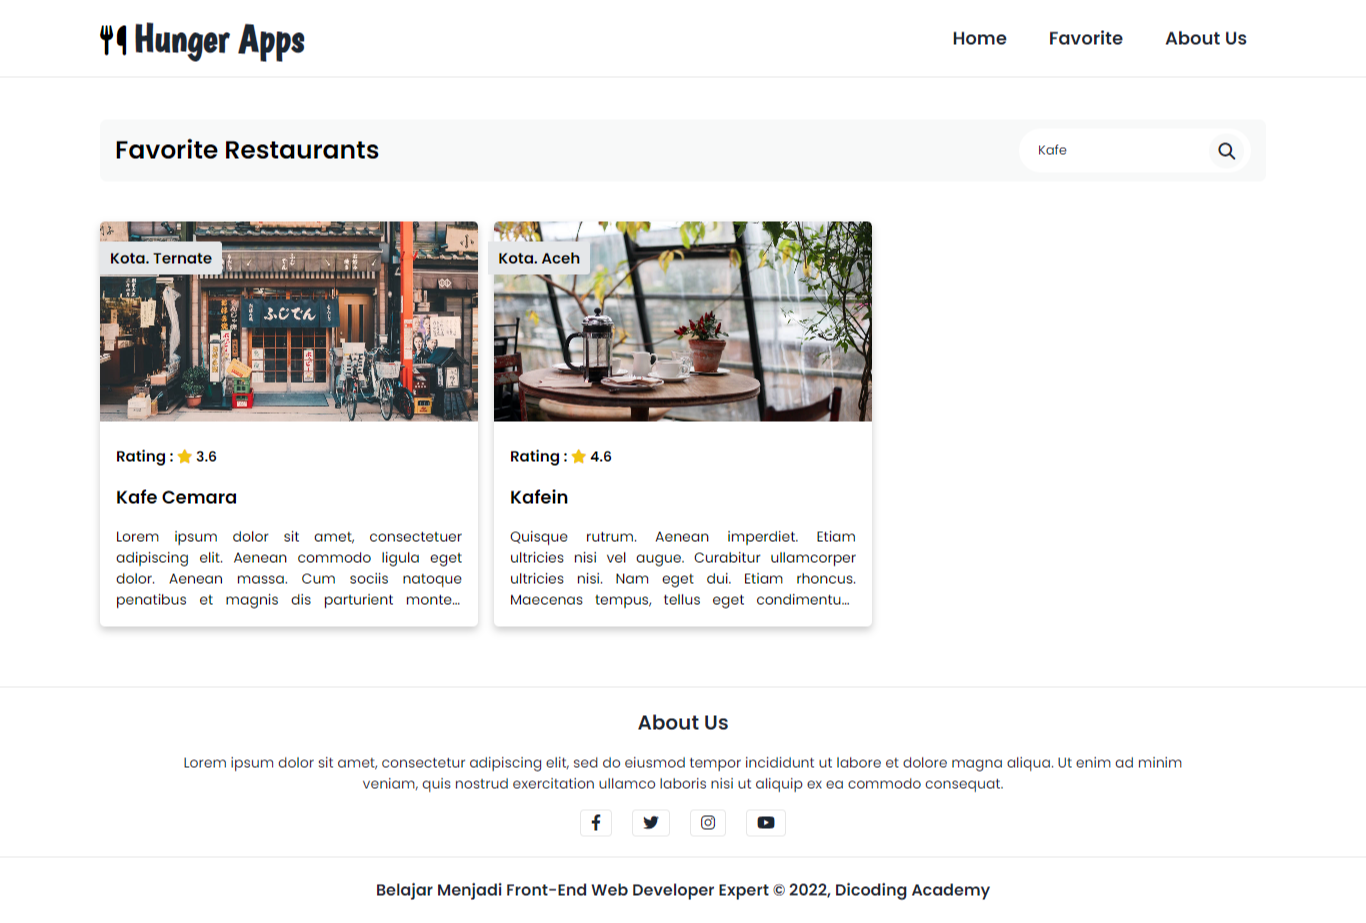 Hunger Apps
Home
Favorite
About Us
Favorite Restaurants
Kafe
Kota. Ternate
ふじでん
Kota. Aceh
Rating : 3.6
Kafe Cemara
Lorem ipsum dolor sit amet, consectetuer
adipiscing elit. Aenean commodo ligula eget
dolor. Aenean massa. Cum sociis natoque
penatibus et magnis dis parturient monte...
Rating : 4.6
Kafein
Quisque rutrum. Aenean imperdiet. Etiam
ultricies nisi vel augue. Curabitur ullamcorper
ultricies nisi. Nam eget dui. Etiam rhoncus.
Maecenas tempus, tellus eget condimentu...
About Us
Lorem ipsum dolor sit amet, consectetur adipiscing elit, sed do eiusmod tempor incididunt ut labore et dolore magna aliqua. Ut enim ad minim
veniam, quis nostrud exercitation ullamco laboris nisi ut aliquip ex ea commodo consequat.
Belajar Menjadi Front-End Web Developer Expert © 2022, Dicoding Academy